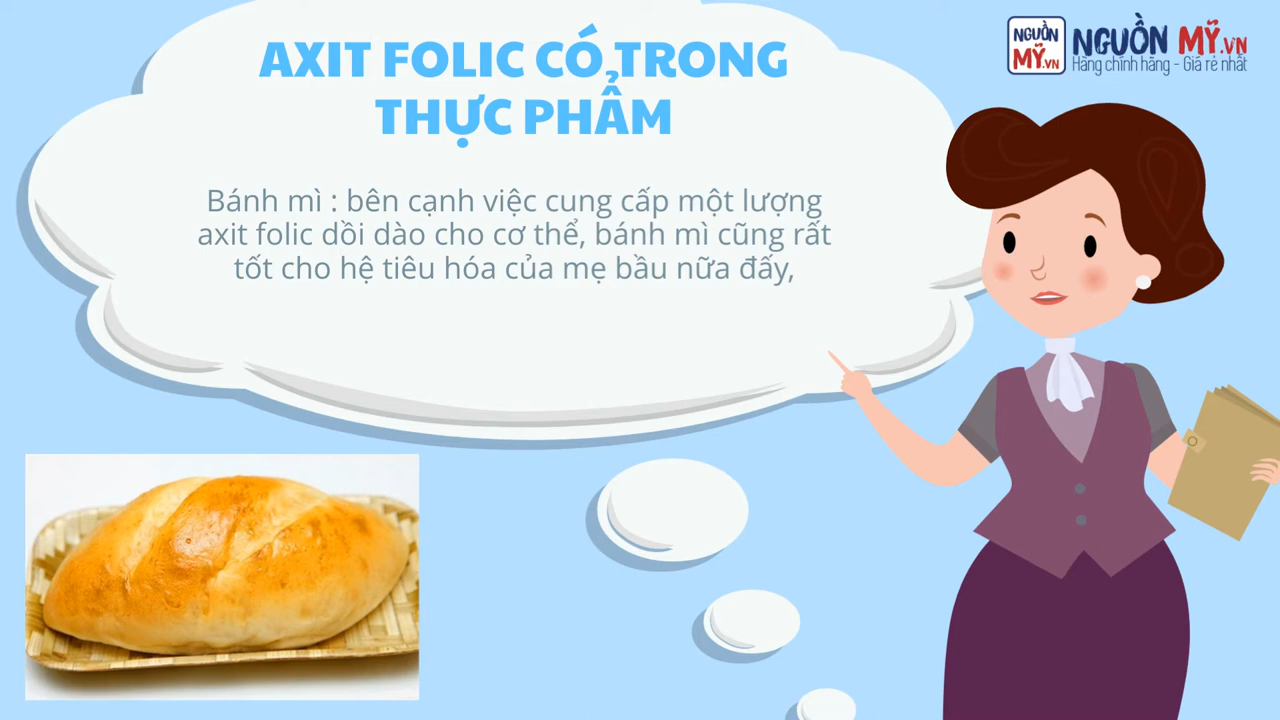 NGUỒN
MỸ.VN
NGUỒN MỸ.VN
Hàng chính hãng - Giá rẻ nhất
AXIT FOLIC CÓ TRONG
THỰC PHẨM
Bánh mì : bên cạnh việc cung cấp một lượng
axit folic dồi dào cho cơ thể, bánh mì cũng rất
tốt cho hệ tiêu hóa của mẹ bầu nữa đấy,